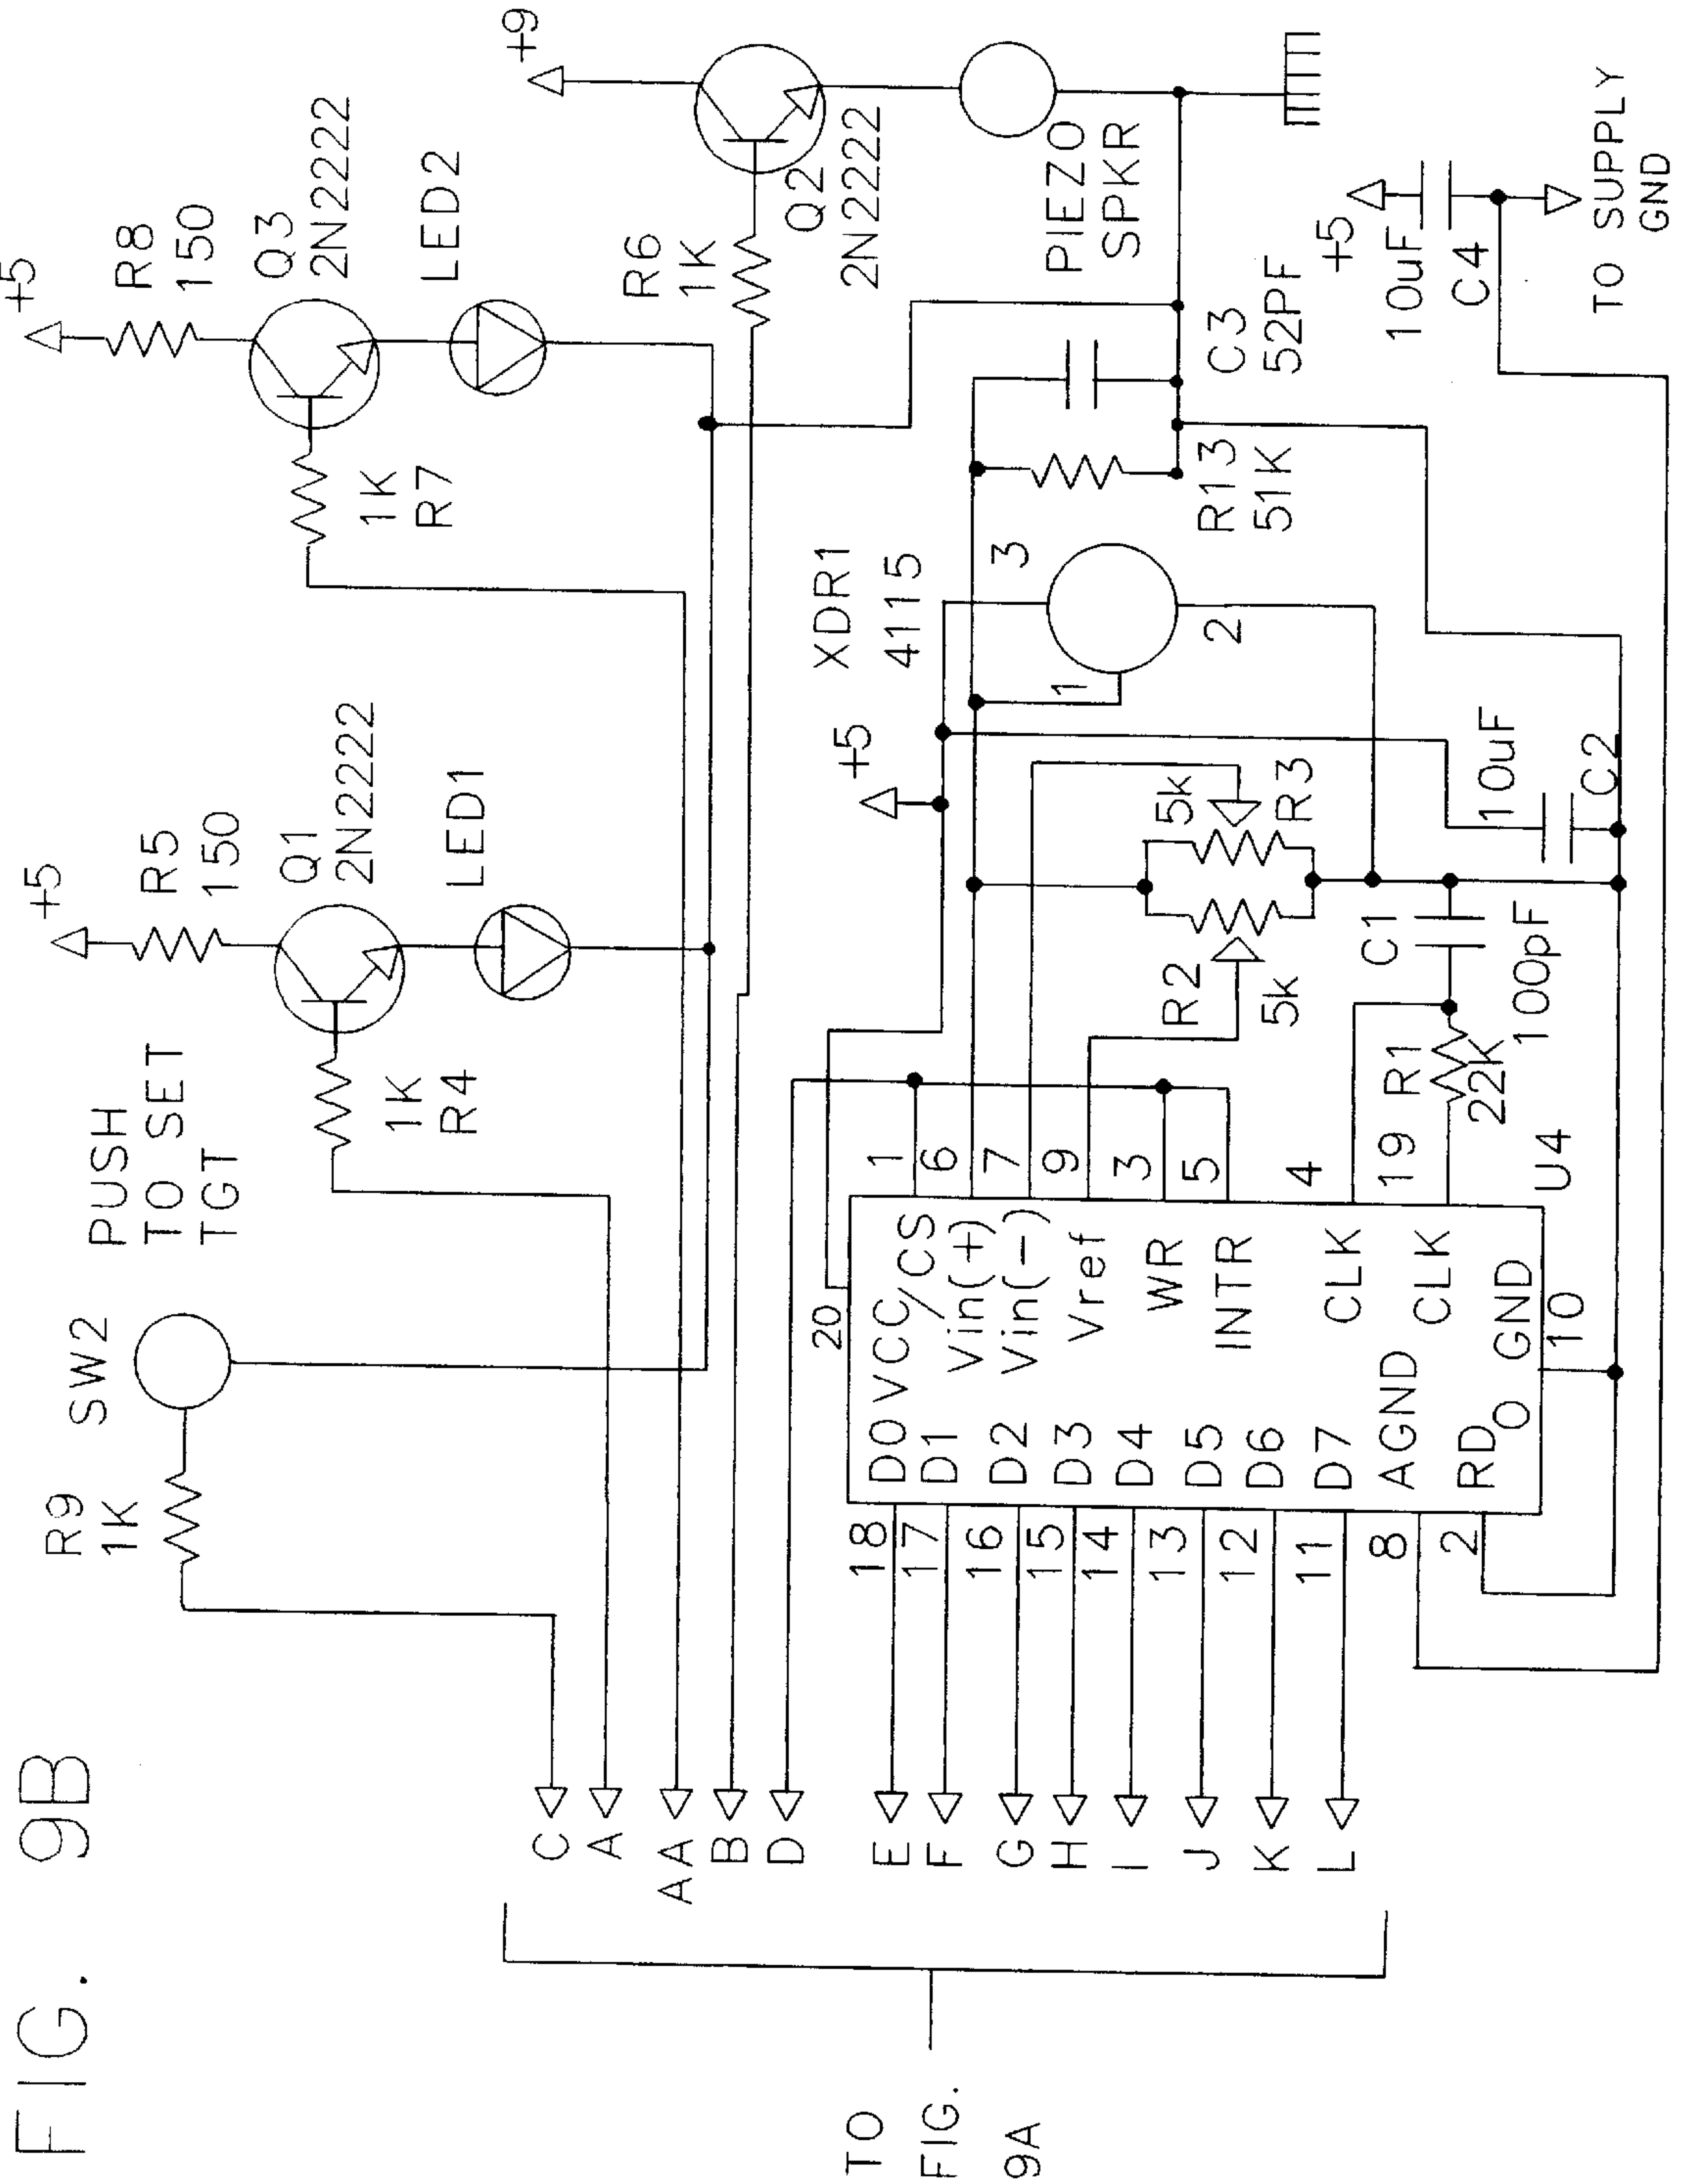 FIG. 9B
TO
FIG.
9A
C
A
AA
B
D
E
F
G
H
I
J
K
L
R9
1K
SW2
PUSH
TO SET
TGT
1K
R4
+5
R5
150
Q1
2N2222
LED1
1K
R7
+5
R8
150
Q3
2N2222
LED2
R6
1K
+9
Q2
2N2222
PIEZO
SPKR
XDR1
4115
1
2
3
+5
R13
51K
C3
52PF
+5
10uF
C4
TO SUPPLY
GND
10uF
C2
5k
R3
R2
5k
C1
100pF
R1
22K
U4
20
1
6
7
9
3
5
4
19
10
18
17
16
15
14
13
12
11
8
2
D0 VCC/CS
D1 Vin(+)
D2 Vin(-)
D3 Vref
D4 WR
D5 INTR
D6
D7 CLK
AGND CLK
RD
O GND